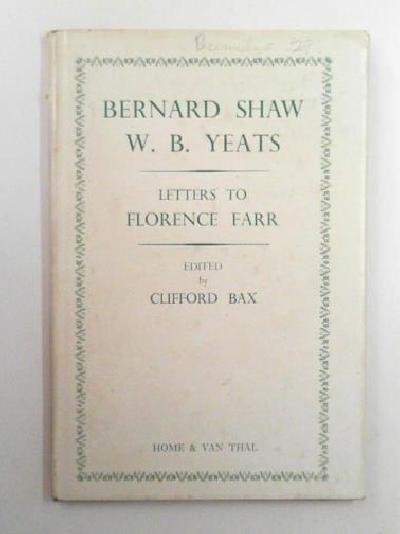 BERNARD SHAW
W. B. YEATS
LETTERS TO
FLORENCE FARR
EDITED
by
CLIFFORD BAX
HOME & VAN THAL